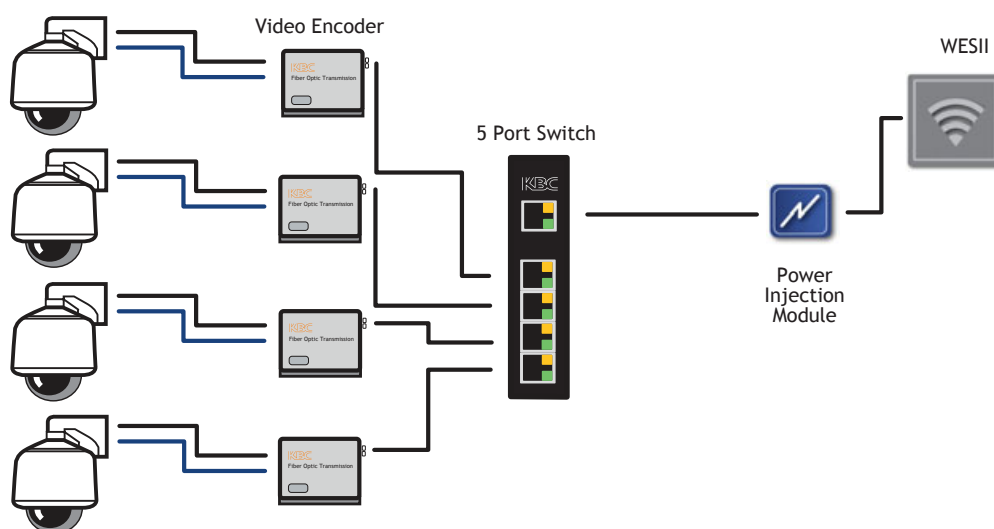 Video Encoder
WESII
KBC
Fiber Optic Transmission
5 Port Switch
KBC
KBC
Fiber Optic Transmission
Power
Injection
Module
KBC
Fiber Optic Transmission
KBC
Fiber Optic Transmission